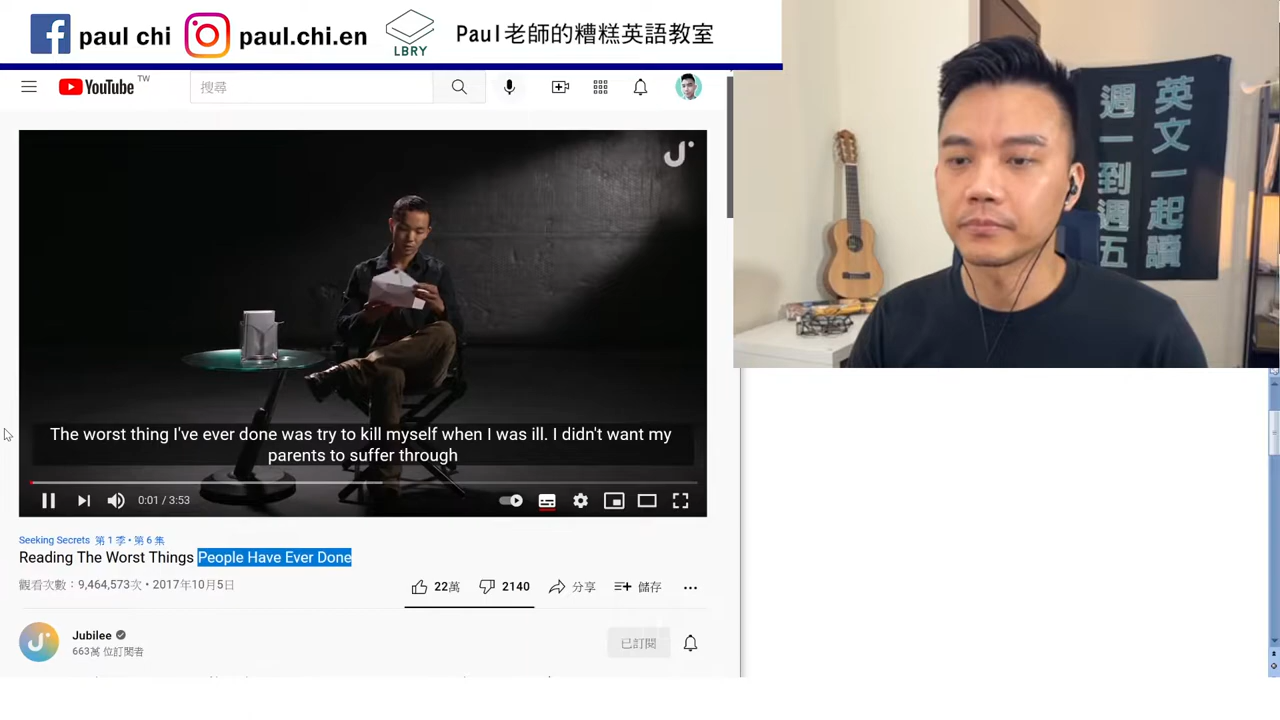 paul chi
paul.chi.en
LBRY
Paul老師的糟糕英語教室
YouTube TW
搜尋
英文一起讀
週一到週五
The worst thing I've ever done was try to kill myself when I was ill. I didn't want my
parents to suffer through
0:01 / 3:53
Seeking Secrets 第 1 季 • 第 6 集
Reading The Worst Things People Have Ever Done
觀看次數：9,464,573次 • 2017年10月5日
22萬
2140
分享
儲存
Jubilee
663萬 位訂閱者
已訂閱